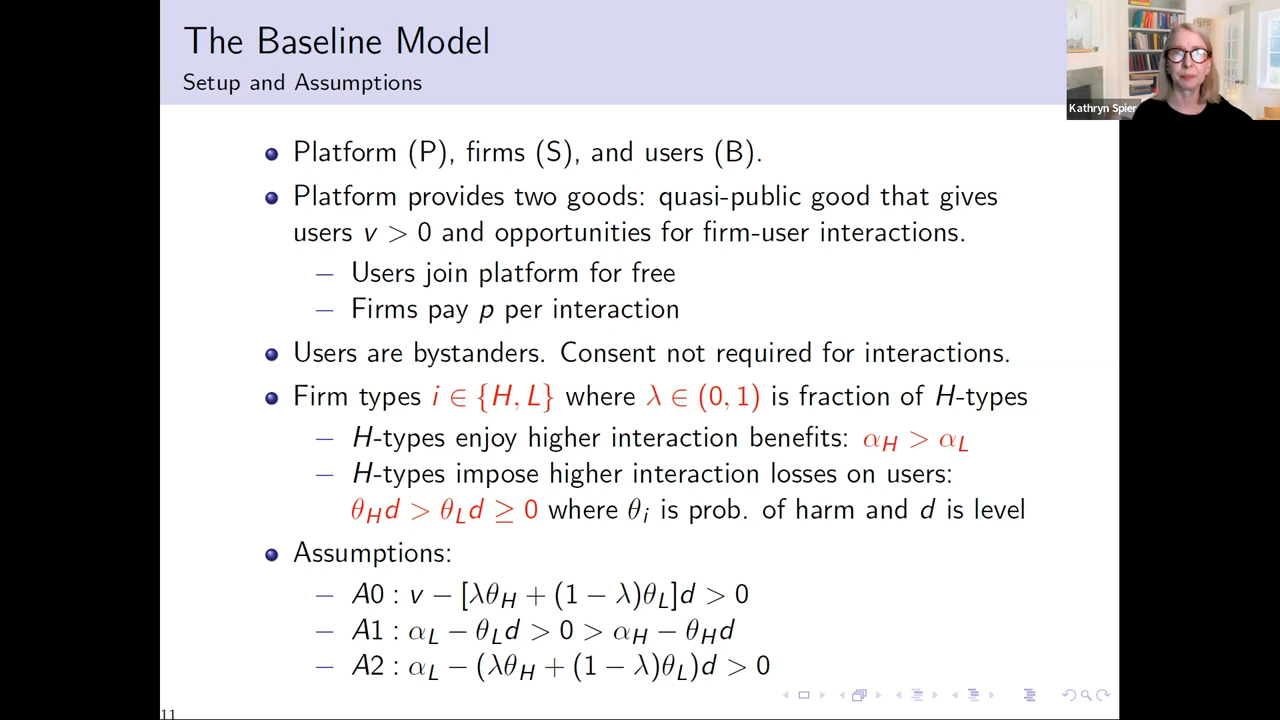 The Baseline Model
Setup and Assumptions
Kathryn Spier
Platform (P), firms (S), and users (B).
Platform provides two goods: quasi-public good that gives
users v > 0 and opportunities for firm-user interactions.
– Users join platform for free
– Firms pay p per interaction
Users are bystanders. Consent not required for interactions.
Firm types i ∈ {H, L} where λ ∈ (0, 1) is fraction of H-types
– H-types enjoy higher interaction benefits: α_H > α_L
– H-types impose higher interaction losses on users:
θ_H d > θ_L d ≥ 0 where θ_i is prob. of harm and d is level
Assumptions:
– A0 : v − [λθ_H + (1 − λ)θ_L]d > 0
– A1 : α_L − θ_L d > 0 > α_H − θ_H d
– A2 : α_L − (λθ_H + (1 − λ)θ_L)d > 0
11